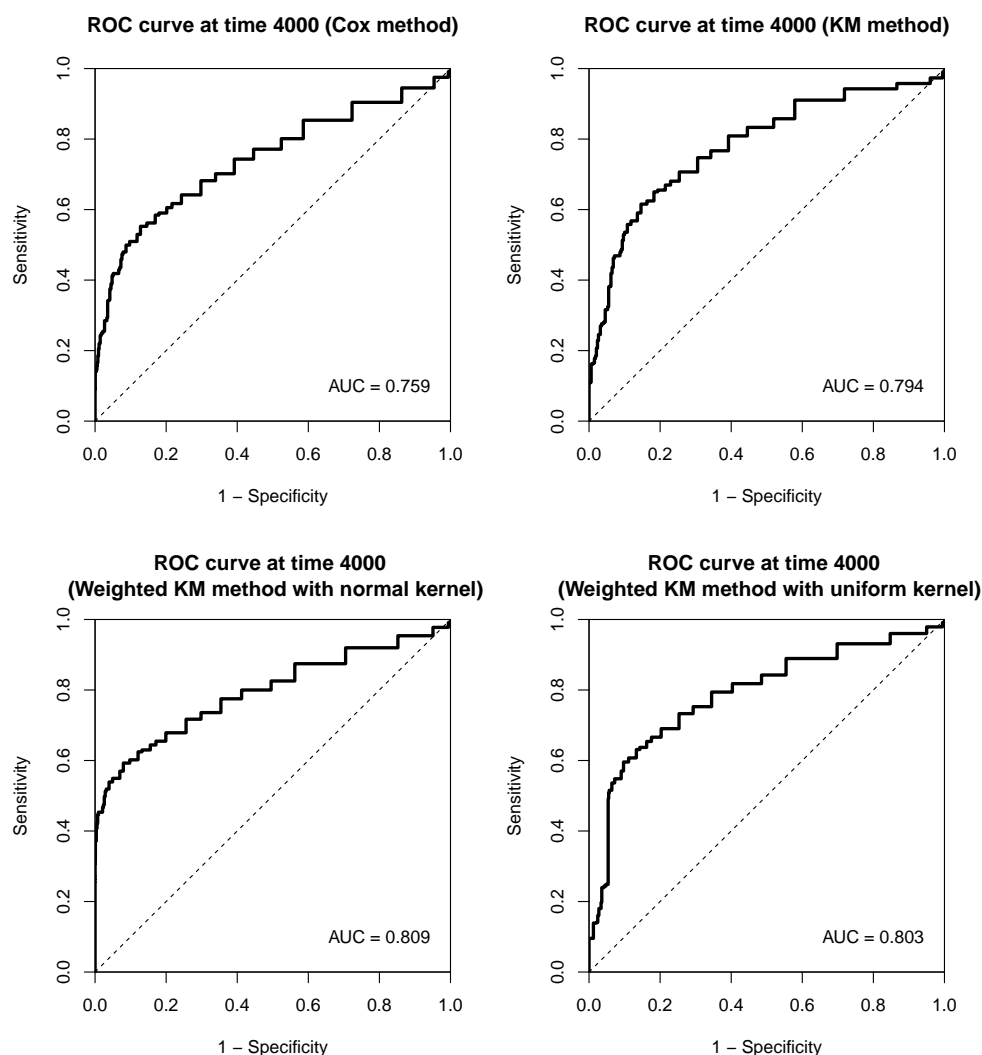 ROC curve at time 4000 (Cox method)
1.0
0.8
0.6
0.4
0.2
0.0
Sensitivity
AUC = 0.759
0.0 0.2 0.4 0.6 0.8 1.0
1 − Specificity
ROC curve at time 4000 (KM method)
1.0
0.8
0.6
0.4
0.2
0.0
Sensitivity
AUC = 0.794
0.0 0.2 0.4 0.6 0.8 1.0
1 − Specificity
ROC curve at time 4000
(Weighted KM method with normal kernel)
1.0
0.8
0.6
0.4
0.2
0.0
Sensitivity
AUC = 0.809
0.0 0.2 0.4 0.6 0.8 1.0
1 − Specificity
ROC curve at time 4000
(Weighted KM method with uniform kernel)
1.0
0.8
0.6
0.4
0.2
0.0
Sensitivity
AUC = 0.803
0.0 0.2 0.4 0.6 0.8 1.0
1 − Specificity